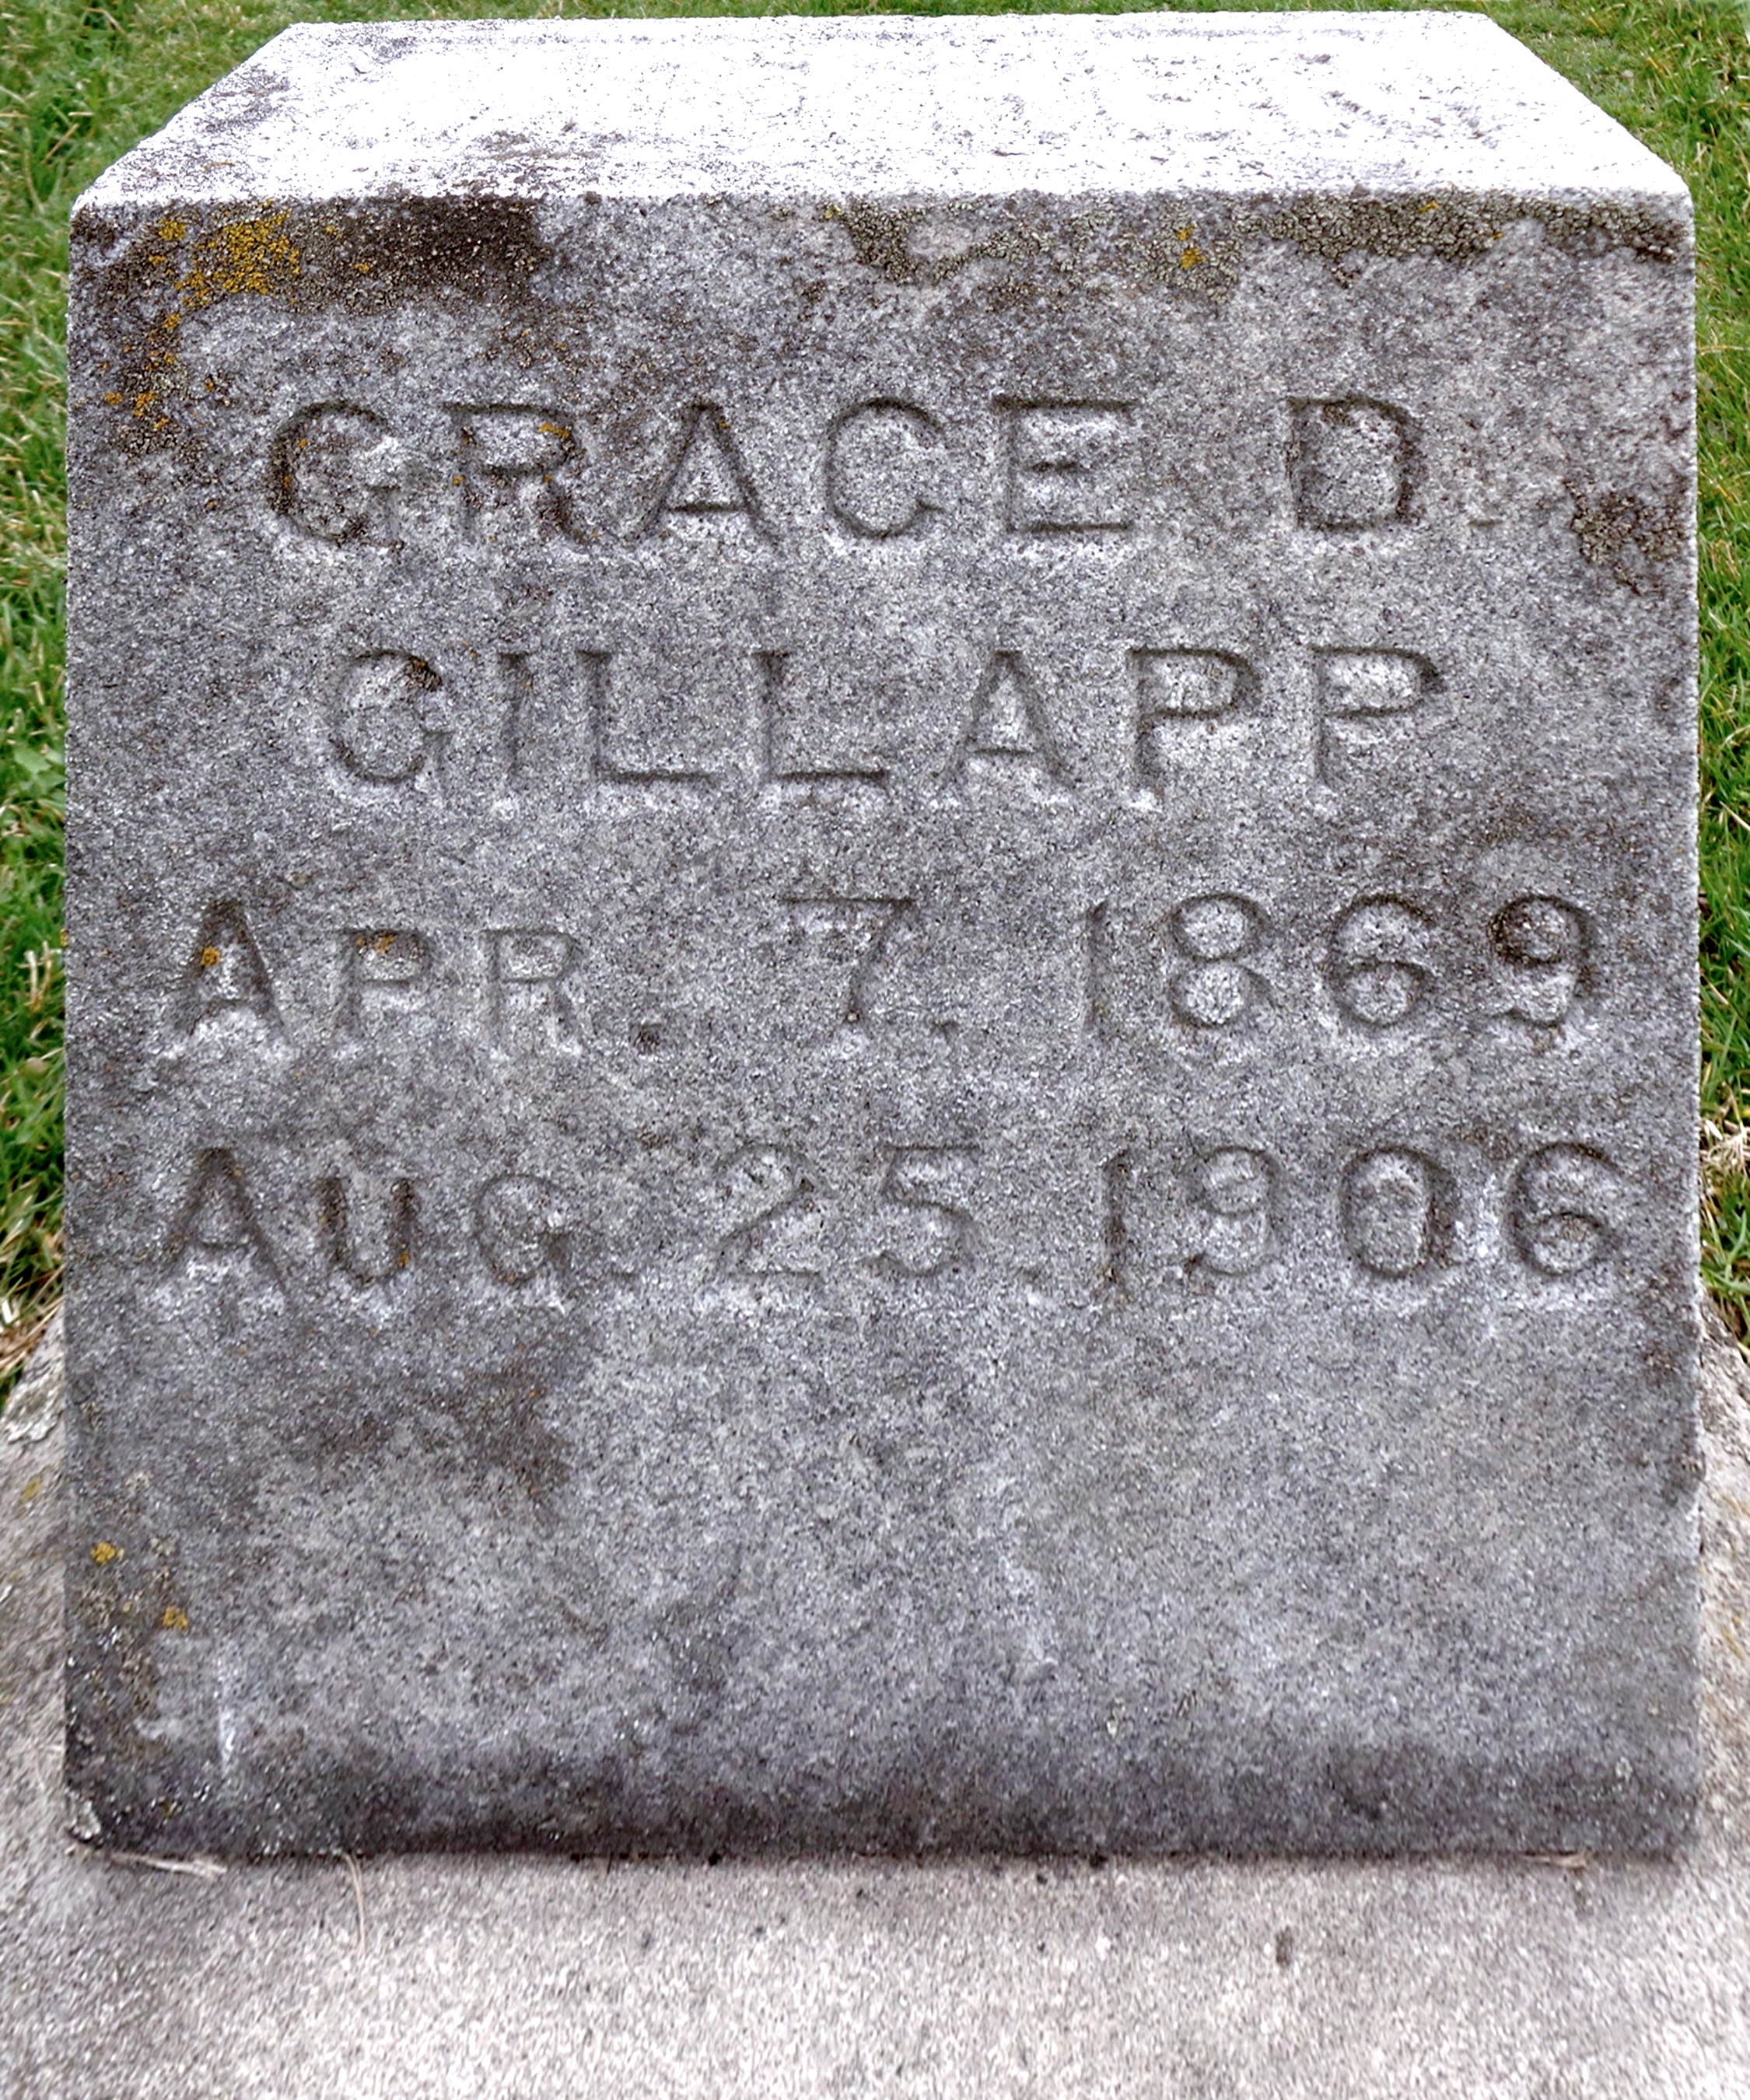 GRACE D.
GILLAPP
APR. 7, 1869
AUG. 25, 1906